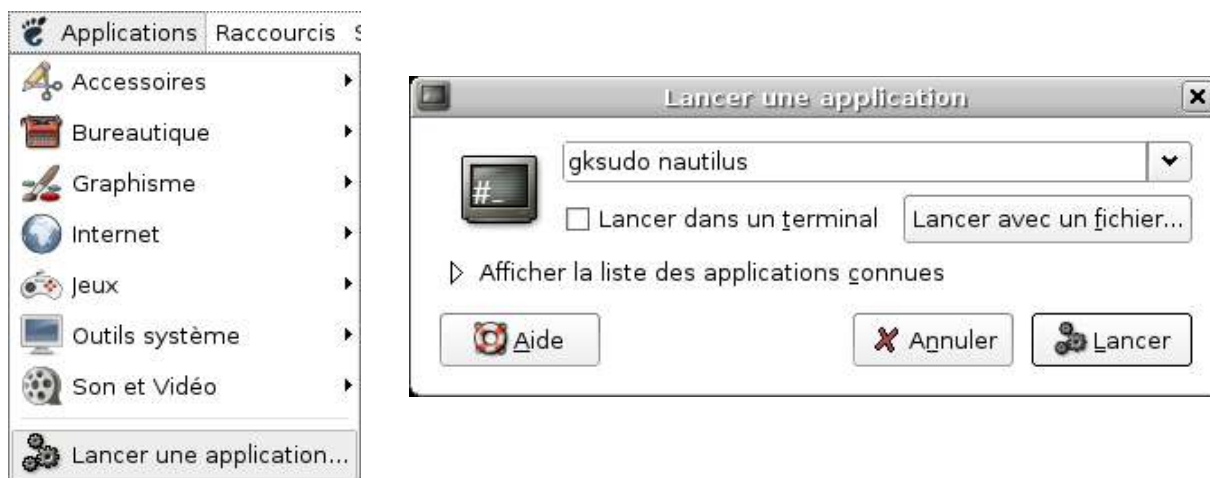 Applications Raccourcis
Accessoires
Bureautique
Graphisme
Internet
Jeux
Outils système
Son et Vidéo
Lancer une application...
Lancer une application
gksudo nautilus
#_
Lancer dans un terminal
Lancer avec un fichier...
Afficher la liste des applications connues
Aide
Annuler
Lancer